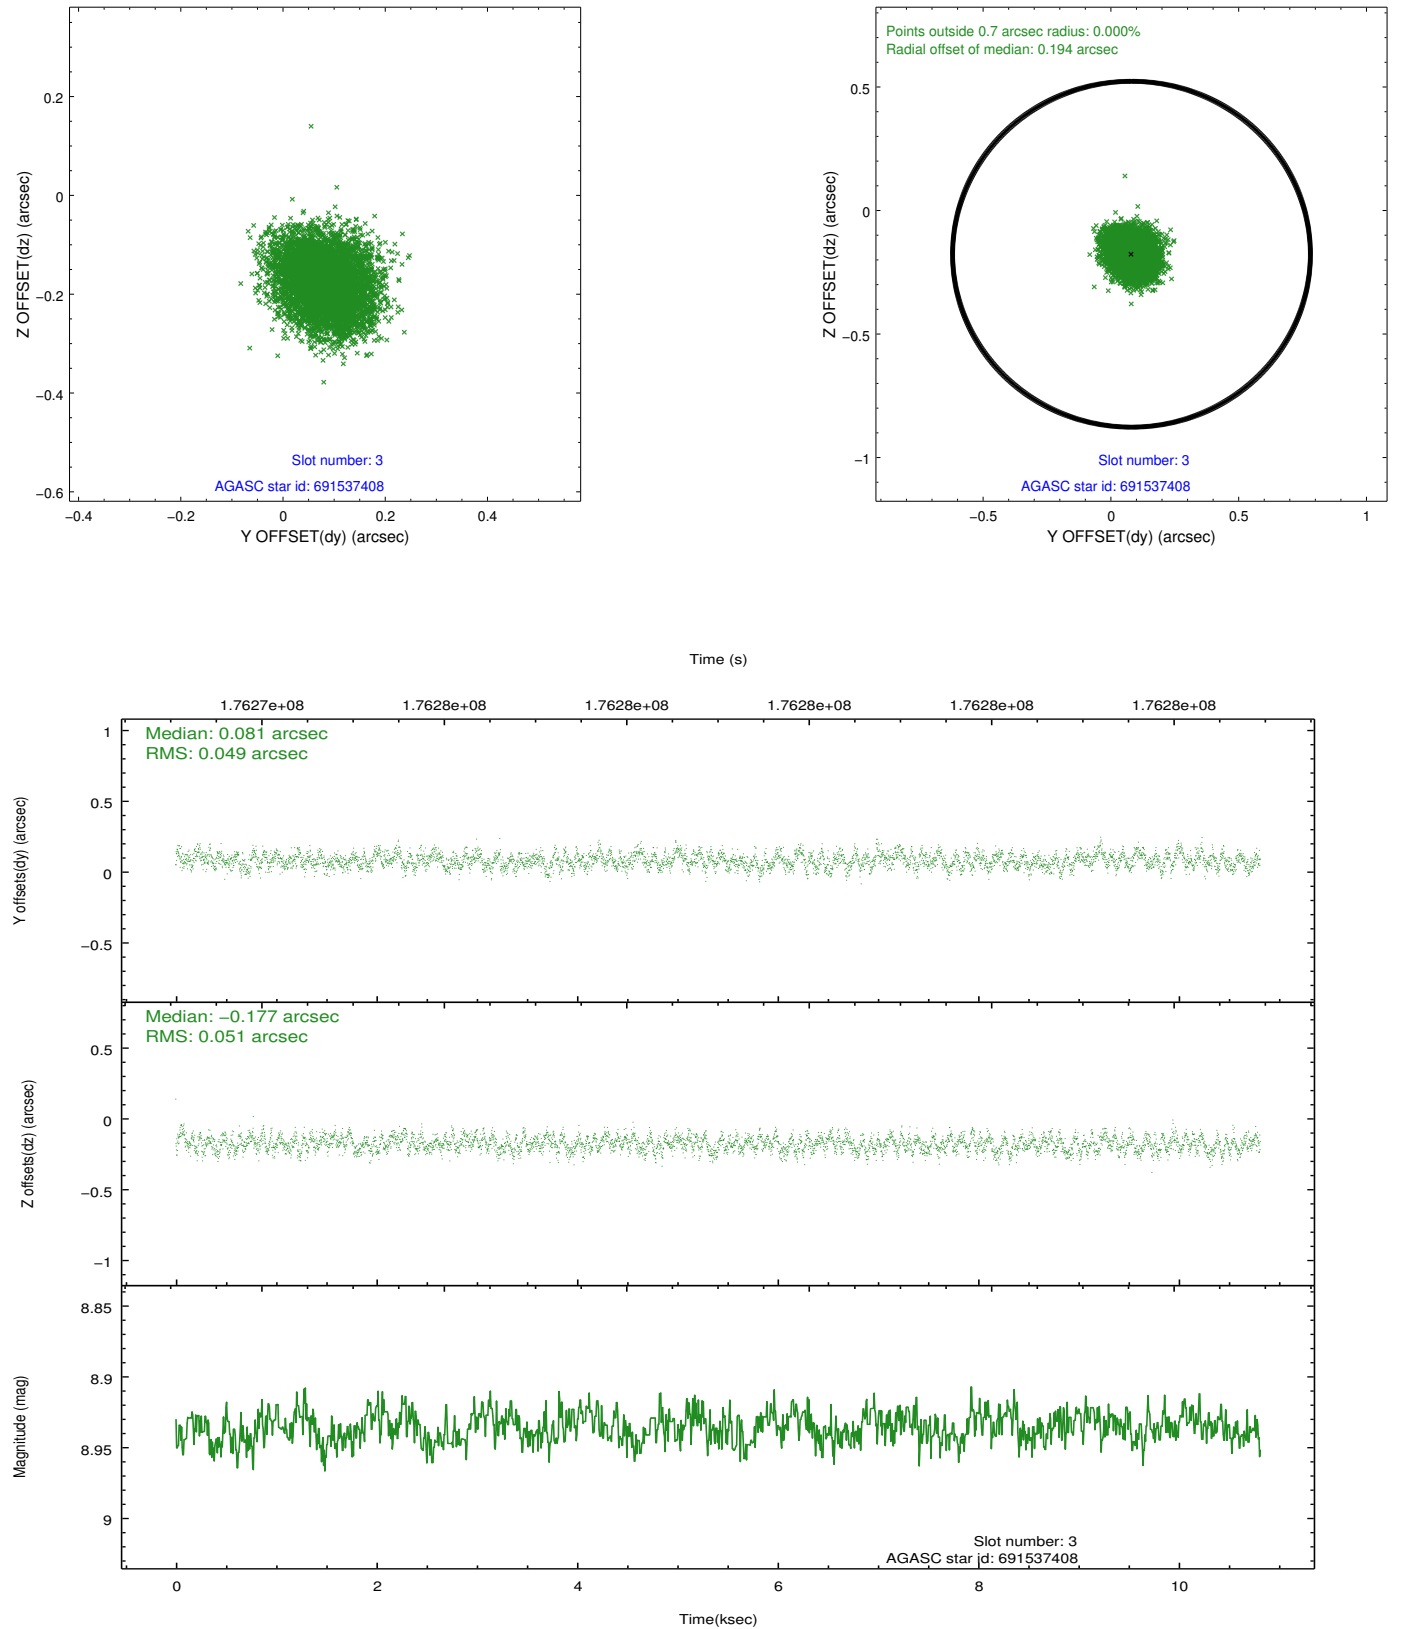 0.2
0
−0.2
−0.4
−0.6
Z OFFSET(dz) (arcsec)
Slot number: 3
AGASC star id: 691537408
−0.4 −0.2 0 0.2 0.4
Y OFFSET(dy) (arcsec)
Points outside 0.7 arcsec radius: 0.000%
Radial offset of median: 0.194 arcsec
0.5
0
−0.5
−1
Z OFFSET(dz) (arcsec)
Slot number: 3
AGASC star id: 691537408
−0.5 0 0.5 1
Y OFFSET(dy) (arcsec)
Time (s)
1.7627e+08 1.7628e+08 1.7628e+08 1.7628e+08 1.7628e+08 1.7628e+08
Median: 0.081 arcsec
RMS: 0.049 arcsec
1
0.5
0
−0.5
Y offsets(dy) (arcsec)
Median: −0.177 arcsec
RMS: 0.051 arcsec
0.5
0
−0.5
−1
Z offsets(dz) (arcsec)
8.85
8.9
8.95
9
Magnitude (mag)
Slot number: 3
AGASC star id: 691537408
0 2 4 6 8 10
Time(ksec)